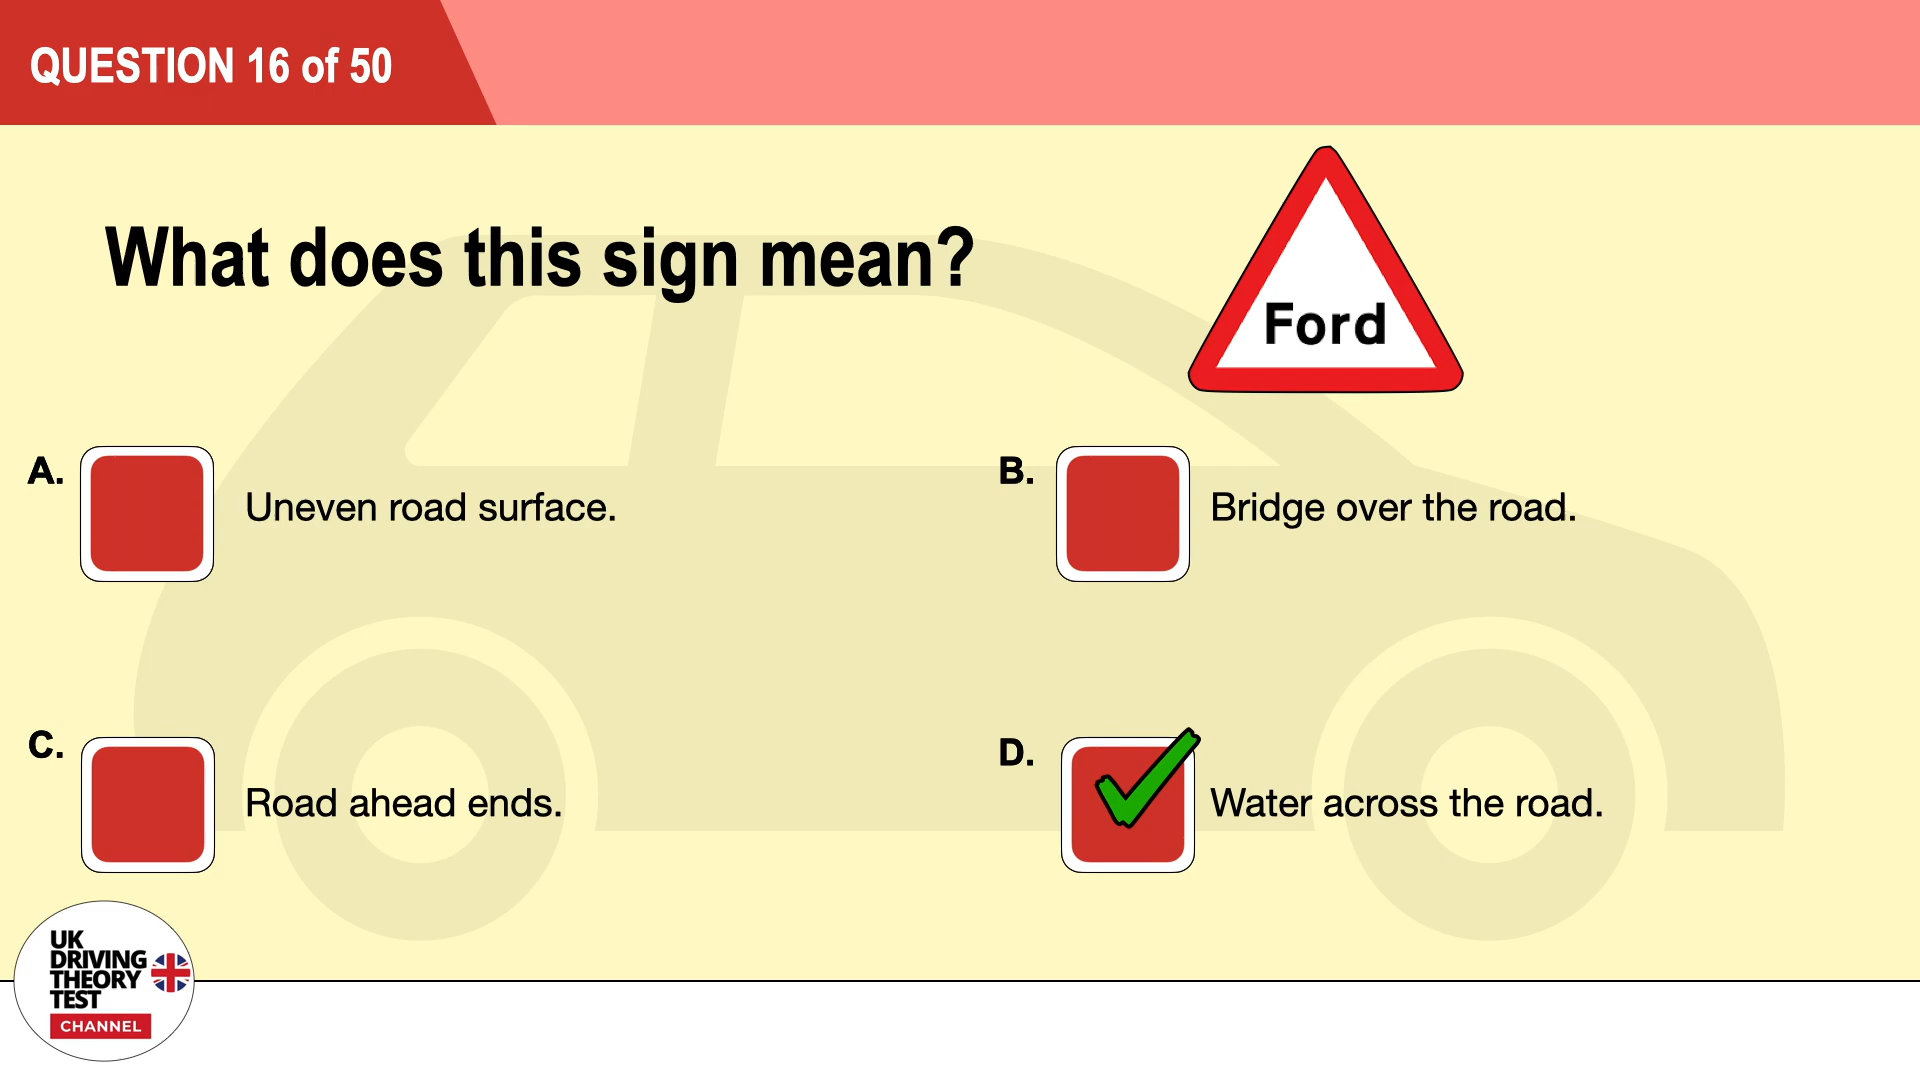 QUESTION 16 of 50
What does this sign mean?
Ford
A.
Uneven road surface.
B.
Bridge over the road.
C.
Road ahead ends.
D.
Water across the road.
UK
DRIVING
THEORY
TEST
CHANNEL